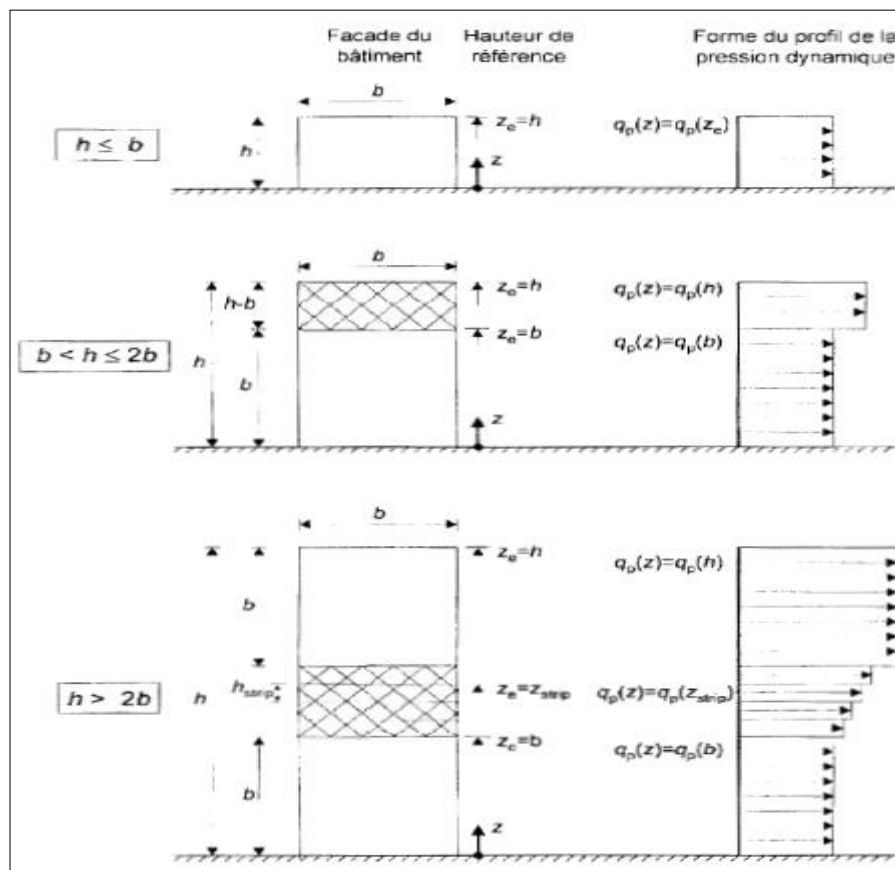 Facade du bâtiment
Hauteur de référence
Forme du profil de la pression dynamique
b
h ≤ b
h
z_e=h
z
q_p(z)=q_p(z_e)
b
b < h ≤ 2b
h
h-b
b
z_e=h
z_e=b
z
q_p(z)=q_p(h)
q_p(z)=q_p(b)
b
h > 2b
h
b
h_strip
b
z_e=h
z_e=z_strip
z_e=b
z
q_p(z)=q_p(h)
q_p(z)=q_p(z_strip)
q_p(z)=q_p(b)